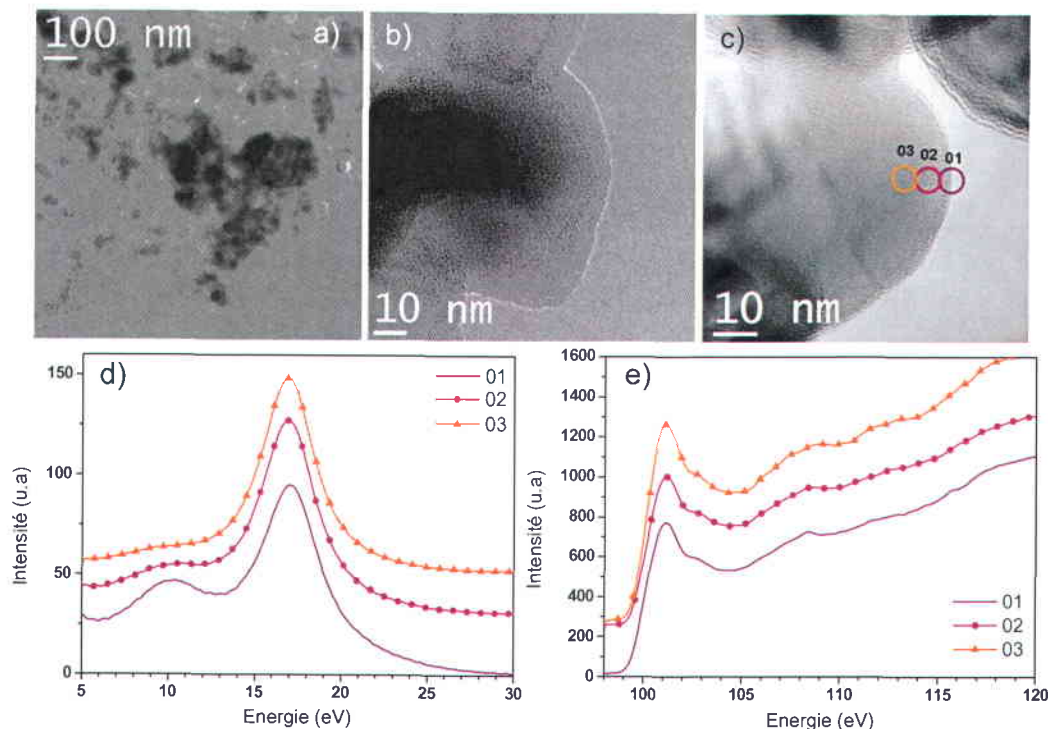 100 nm
a)
b)
10 nm
c)
03 02 01
10 nm
d)
01
02
03
150
100
50
0
Intensité (u.a)
5 10 15 20 25 30
Energie (eV)
e)
1600
1400
1200
1000
800
600
400
200
0
Intensité (u.a)
01
02
03
100 105 110 115 120
Energie (eV)